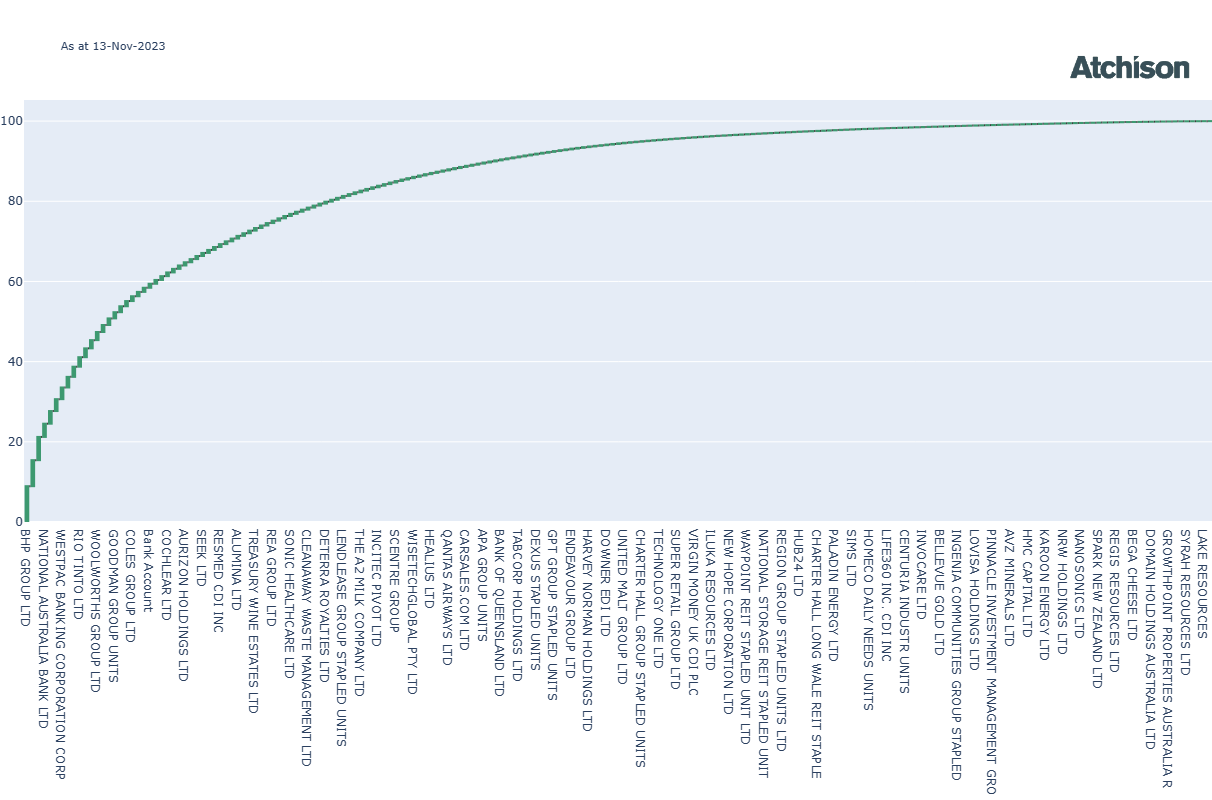 As at 13-Nov-2023
Atchison
100
80
60
40
20
0
BHP GROUP LTD
NATIONAL AUSTRALIA BANK LTD
WESTPAC BANKING CORPORATION CORP
RIO TINTO LTD
WOOLWORTHS GROUP LTD
GOODMAN GROUP UNITS
COLES GROUP LTD
Bank Account
COCHLEAR LTD
AURIZON HOLDINGS LTD
SEEK LTD
RESMED CDI INC
ALUMINA LTD
TREASURY WINE ESTATES LTD
REA GROUP LTD
SONIC HEALTHCARE LTD
CLEANAWAY WASTE MANAGEMENT LTD
DETERRA ROYALTIES LTD
LENDLEASE GROUP STAPLED UNITS
THE A2 MILK COMPANY LTD
INCITEC PIVOT LTD
SCENTRE GROUP
WISETECHGLOBAL PTY LTD
HEALIUS LTD
QANTAS AIRWAYS LTD
CARSALES.COM LTD
APA GROUP UNITS
BANK OF QUEENSLAND LTD
TABCORP HOLDINGS LTD
DEXUS STAPLED UNITS
GPT GROUP STAPLED UNITS
ENDEAVOUR GROUP LTD
HARVEY NORMAN HOLDINGS LTD
DOWNER EDI LTD
UNITED MALT GROUP LTD
CHARTER HALL GROUP STAPLED UNITS
TECHNOLOGY ONE LTD
SUPER RETAIL GROUP LTD
VIRGIN MONEY UK CDI PLC
ILUKA RESOURCES LTD
NEW HOPE CORPORATION LTD
WAYPOINT REIT STAPLED UNIT LTD
NATIONAL STORAGE REIT STAPLED UNIT
REGION GROUP STAPLED UNITS LTD
HUB24 LTD
CHARTER HALL LONG WALE REIT STAPLE
PALADIN ENERGY LTD
SIMS LTD
HOMECO DAILY NEEDS UNITS
LIFE360 INC. CDI INC
CENTURIA INDUSTR UNITS
INVOCARE LTD
BELLEVUE GOLD LTD
INGENIA COMMUNITIES GROUP STAPLED
LOVISA HOLDINGS LTD
PINNACLE INVESTMENT MANAGEMENT GRO
AVZ MINERALS LTD
HMC CAPITAL LTD
KAROON ENERGY LTD
NRW HOLDINGS LTD
NANOSONICS LTD
SPARK NEW ZEALAND LTD
REGIS RESOURCES LTD
BEGA CHEESE LTD
DOMAIN HOLDINGS AUSTRALIA LTD
GROWTHPOINT PROPERTIES AUSTRALIA R
SYRAH RESOURCES LTD
LAKE RESOURCES